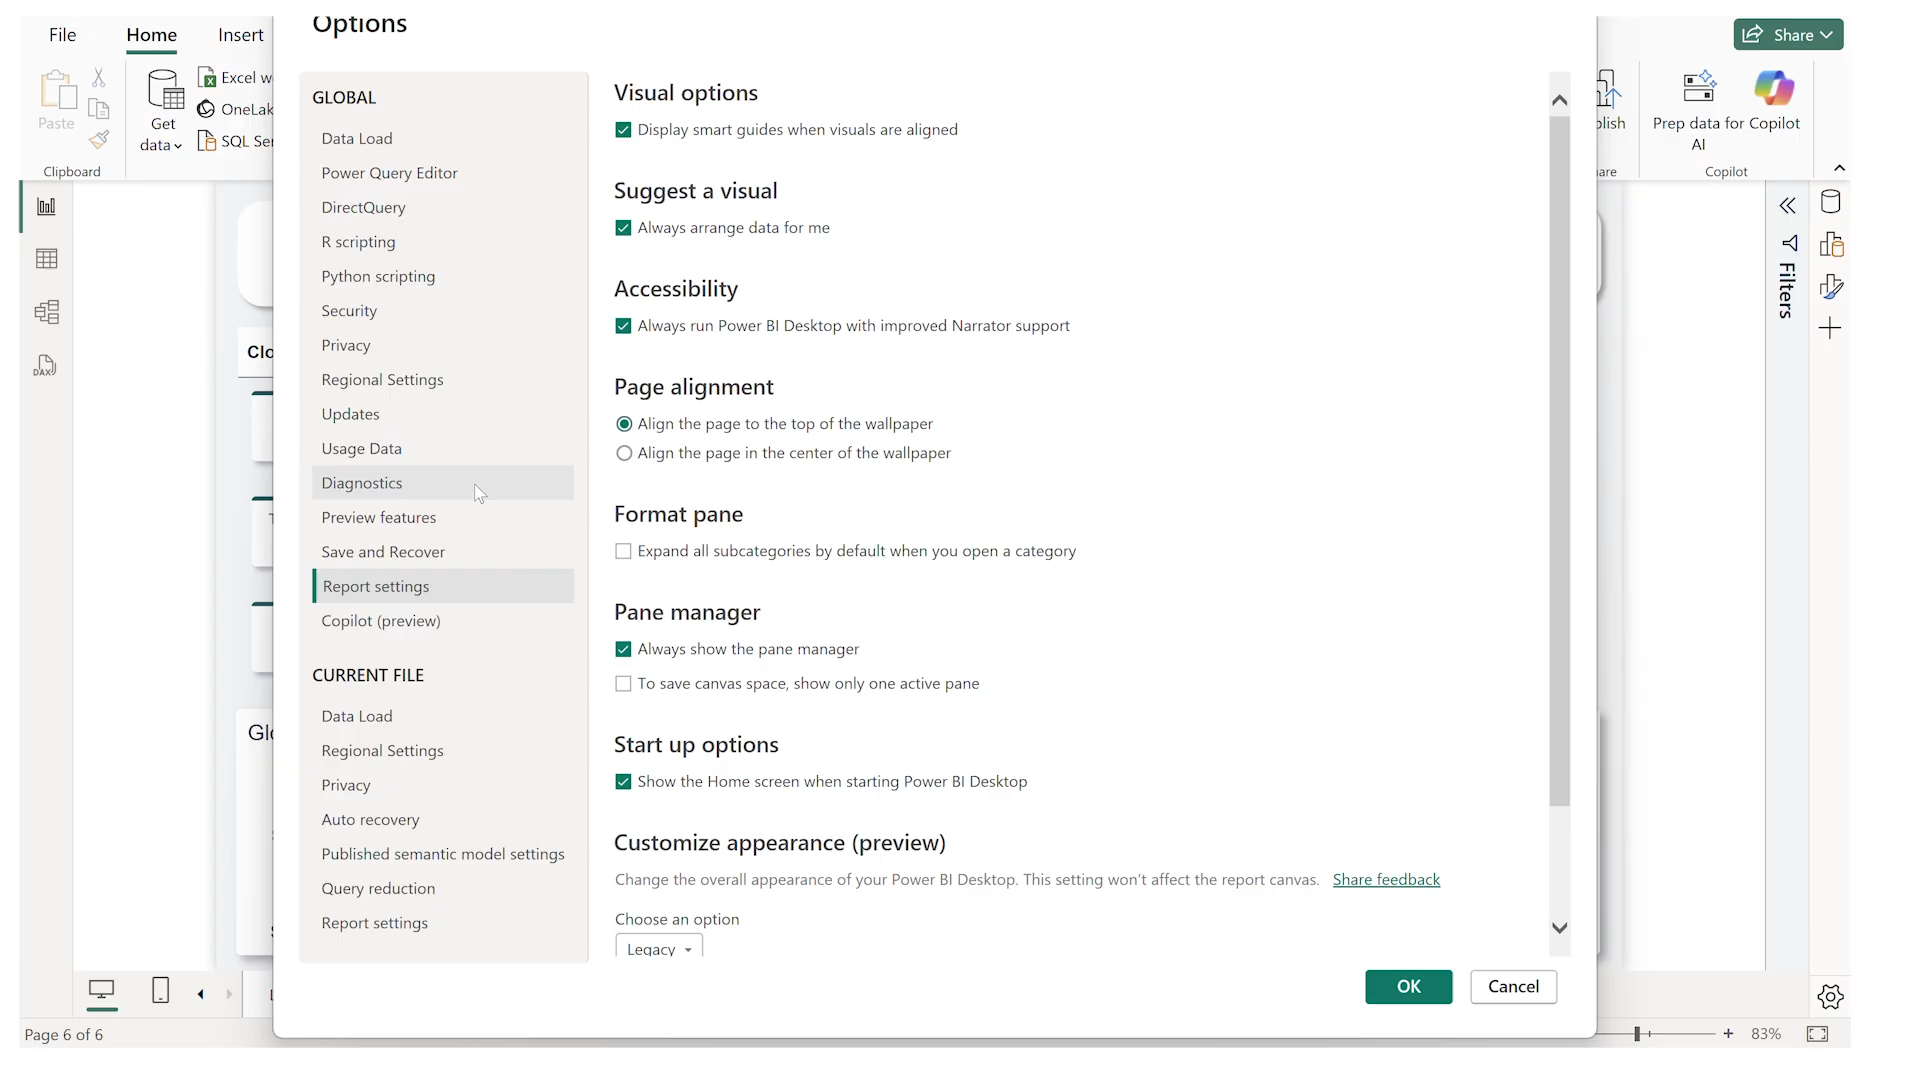 Options
File
Home
Insert
Share
Paste
Get
data
Excel w
OneLak
SQL Ser
Clipboard
blish
are
Prep data for
AI
Copilot
Copilot
Filters
DAX
Clo
T
Glo
GLOBAL
Data Load
Power Query Editor
DirectQuery
R scripting
Python scripting
Security
Privacy
Regional Settings
Updates
Usage Data
Diagnostics
Preview features
Save and Recover
Report settings
Copilot (preview)
CURRENT FILE
Data Load
Regional Settings
Privacy
Auto recovery
Published semantic model settings
Query reduction
Report settings
Visual options
Display smart guides when visuals are aligned
Suggest a visual
Always arrange data for me
Accessibility
Always run Power BI Desktop with improved Narrator support
Page alignment
Align the page to the top of the wallpaper
Align the page in the center of the wallpaper
Format pane
Expand all subcategories by default when you open a category
Pane manager
Always show the pane manager
To save canvas space, show only one active pane
Start up options
Show the Home screen when starting Power BI Desktop
Customize appearance (preview)
Change the overall appearance of your Power BI Desktop. This setting won't affect the report canvas. Share feedback
Choose an option
Legacy
OK
Cancel
Page 6 of 6
83%